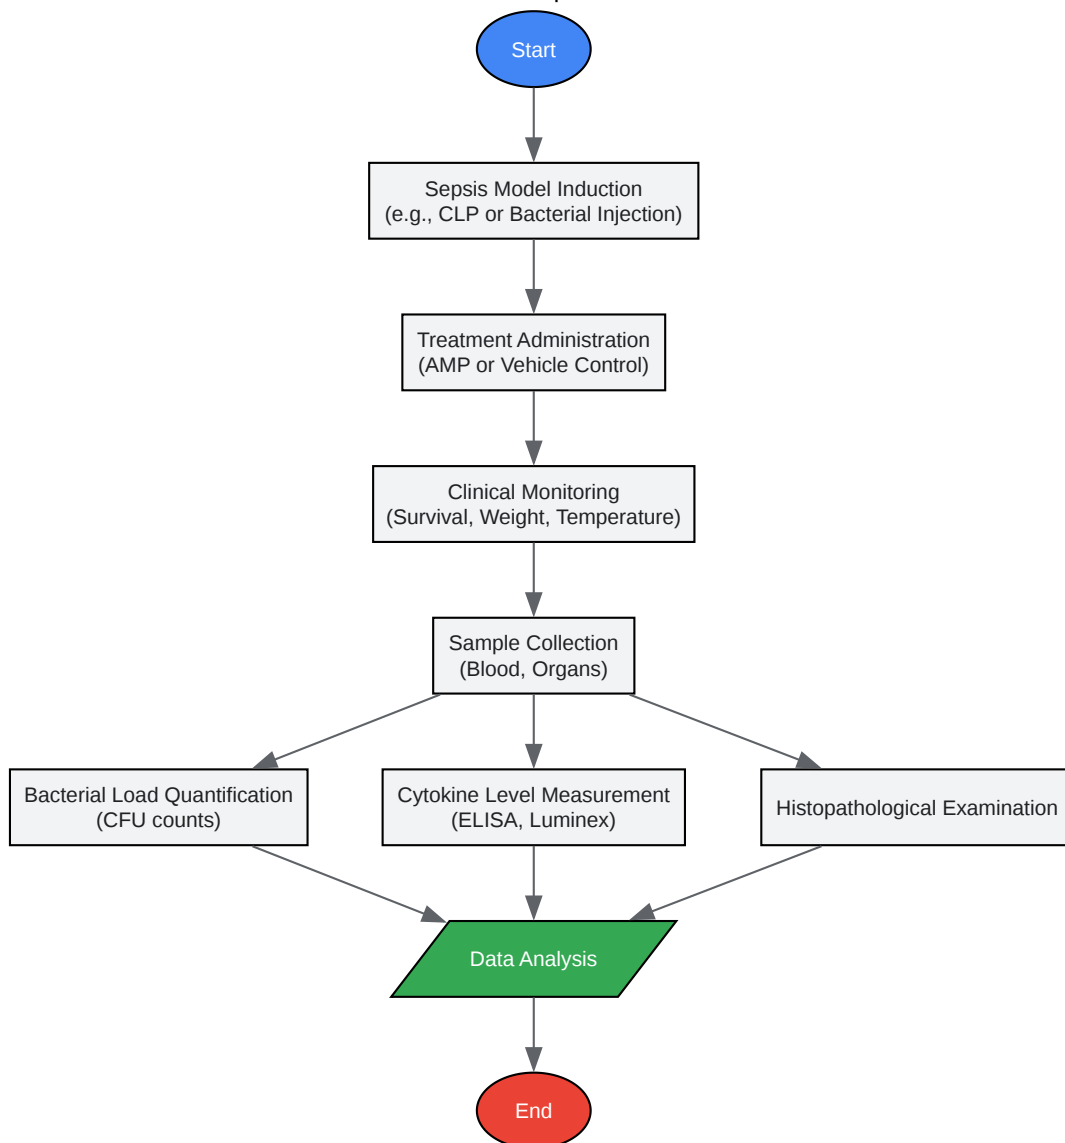 Start
Sepsis Model Induction
(e.g., CLP or Bacterial Injection)
Treatment Administration
(AMP or Vehicle Control)
Clinical Monitoring
(Survival, Weight, Temperature)
Sample Collection
(Blood, Organs)
Bacterial Load Quantification
(CFU counts)
Cytokine Level Measurement
(ELISA, Luminex)
Histopathological Examination
Data Analysis
End